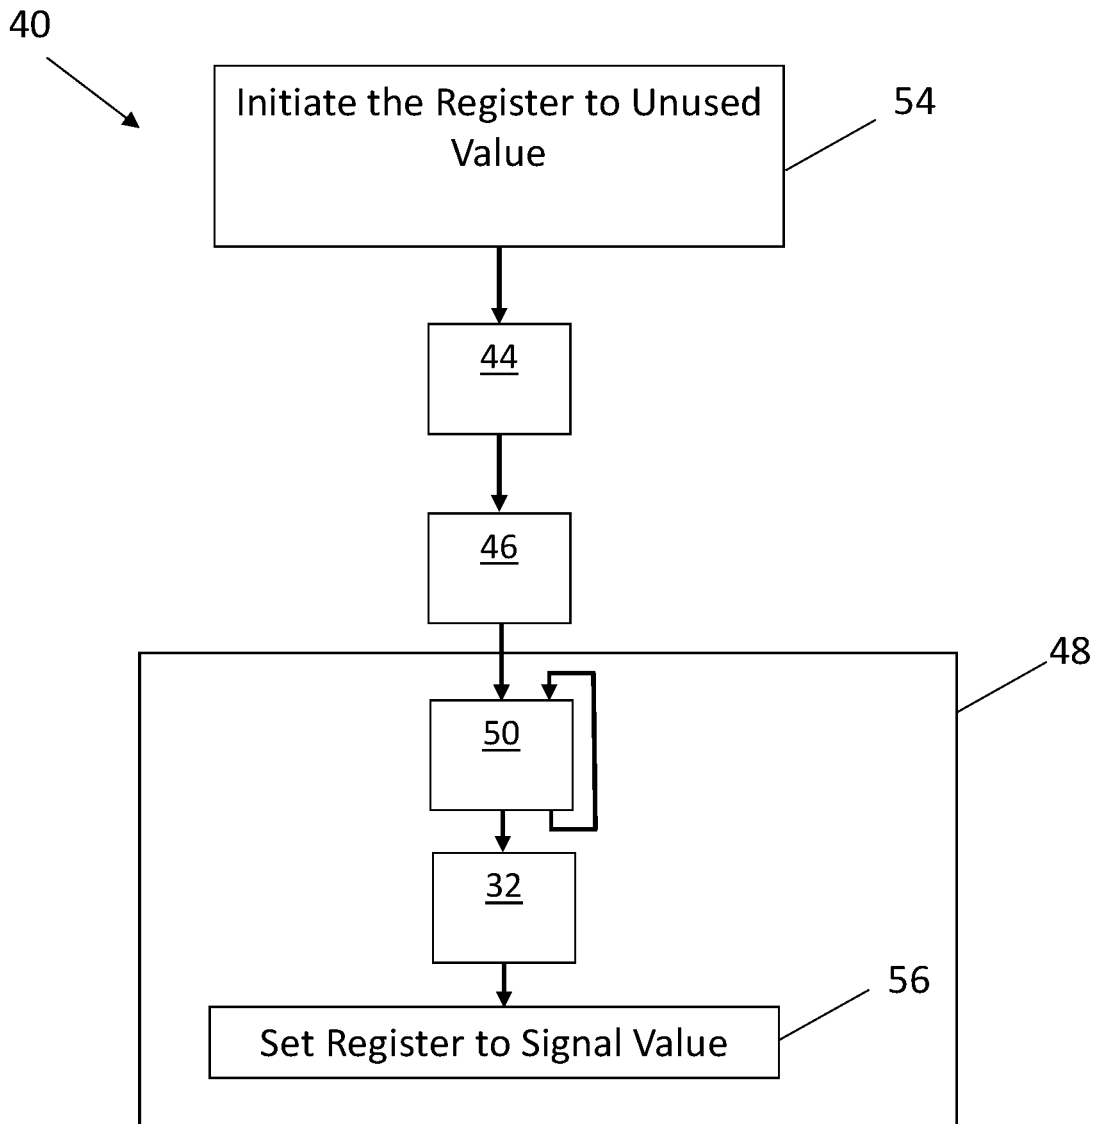 40
Initiate the Register to Unused
Value
54
44
46
48
50
32
56
Set Register to Signal Value